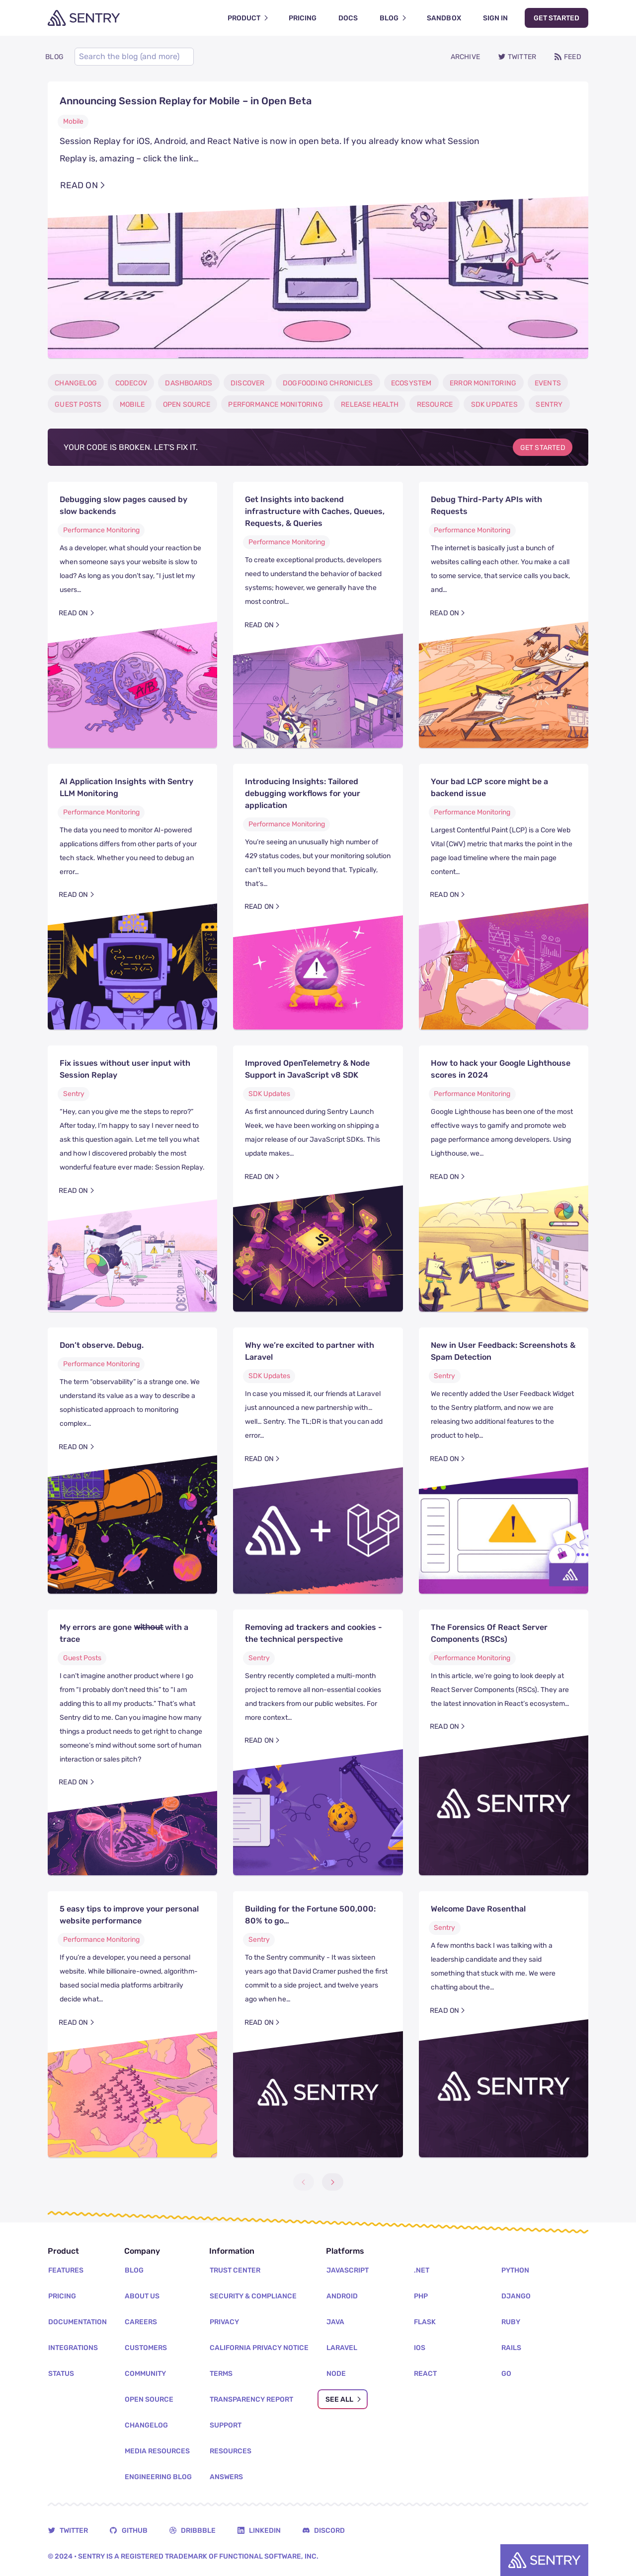 SENTRY
PRODUCT
PRICING
DOCS
BLOG
SANDBOX
SIGN IN
GET STARTED
BLOG
Search the blog (and more)
ARCHIVE
TWITTER
FEED
Announcing Session Replay for Mobile – in Open Beta
Mobile
Session Replay for iOS, Android, and React Native is now in open beta. If you already know what Session
Replay is, amazing – click the link…
READ ON
00:25
00:35
CHANGELOG
CODECOV
DASHBOARDS
DISCOVER
DOGFOODING CHRONICLES
ECOSYSTEM
ERROR MONITORING
EVENTS
GUEST POSTS
MOBILE
OPEN SOURCE
PERFORMANCE MONITORING
RELEASE HEALTH
RESOURCE
SDK UPDATES
SENTRY
YOUR CODE IS BROKEN. LET'S FIX IT.
GET STARTED
Debugging slow pages caused by
slow backends
Performance Monitoring
As a developer, what should your reaction be
when someone says your website is slow to
load? As long as you don't say, “I just let my
users…
READ ON
A/B
Get Insights into backend
infrastructure with Caches, Queues,
Requests, & Queries
Performance Monitoring
To create exceptional products, developers
need to understand the behavior of backed
systems; however, we generally have the
most control…
READ ON
Debug Third-Party APIs with
Requests
Performance Monitoring
The internet is basically just a bunch of
websites calling each other. You make a call
to some service, that service calls you back,
and…
READ ON
AI Application Insights with Sentry
LLM Monitoring
Performance Monitoring
The data you need to monitor AI-powered
applications differs from other parts of your
tech stack. Whether you need to debug an
error…
READ ON
Introducing Insights: Tailored
debugging workflows for your
application
Performance Monitoring
You’re seeing an unusually high number of
429 status codes, but your monitoring solution
can’t tell you much beyond that. Typically,
that’s…
READ ON
Your bad LCP score might be a
backend issue
Performance Monitoring
Largest Contentful Paint (LCP) is a Core Web
Vital (CWV) metric that marks the point in the
page load timeline where the main page
content…
READ ON
Fix issues without user input with
Session Replay
Sentry
“Hey, can you give me the steps to repro?”
After today, I’m happy to say I never need to
ask this question again. Let me tell you what
and how I discovered probably the most
wonderful feature ever made: Session Replay.
READ ON
00:30
Improved OpenTelemetry & Node
Support in JavaScript v8 SDK
SDK Updates
As first announced during Sentry Launch
Week, we have been working on shipping a
major release of our JavaScript SDKs. This
update makes…
READ ON
How to hack your Google Lighthouse
scores in 2024
Performance Monitoring
Google Lighthouse has been one of the most
effective ways to gamify and promote web
page performance among developers. Using
Lighthouse, we…
READ ON
Don’t observe. Debug.
Performance Monitoring
The term “observability” is a strange one. We
understand its value as a way to describe a
sophisticated approach to monitoring
complex…
READ ON
Why we’re excited to partner with
Laravel
SDK Updates
In case you missed it, our friends at Laravel
just announced a new partnership with…
well… Sentry. The TL;DR is that you can add
error…
READ ON
+
New in User Feedback: Screenshots &
Spam Detection
Sentry
We recently added the User Feedback Widget
to the Sentry platform, and now we are
releasing two additional features to the
product to help…
READ ON
My errors are gone without with a
trace
Guest Posts
I can’t imagine another product where I go
from “I probably don’t need this” to “I am
adding this to all my products.” That’s what
Sentry did to me. Can you imagine how many
things a product needs to get right to change
someone’s mind without some sort of human
interaction or sales pitch?
READ ON
Removing ad trackers and cookies -
the technical perspective
Sentry
Sentry recently completed a multi-month
project to remove all non-essential cookies
and trackers from our public websites. For
more context…
READ ON
The Forensics Of React Server
Components (RSCs)
Performance Monitoring
In this article, we’re going to look deeply at
React Server Components (RSCs). They are
the latest innovation in React’s ecosystem…
READ ON
SENTRY
5 easy tips to improve your personal
website performance
Performance Monitoring
If you’re a developer, you need a personal
website. While billionaire-owned, algorithm-
based social media platforms arbitrarily
decide what…
READ ON
Building for the Fortune 500,000:
80% to go…
Sentry
To the Sentry community - It was sixteen
years ago that David Cramer pushed the first
commit to a side project, and twelve years
ago when he…
READ ON
SENTRY
Welcome Dave Rosenthal
Sentry
A few months back I was talking with a
leadership candidate and they said
something that stuck with me. We were
chatting about the…
READ ON
SENTRY
Product
FEATURES
PRICING
DOCUMENTATION
INTEGRATIONS
STATUS
Company
BLOG
ABOUT US
CAREERS
CUSTOMERS
COMMUNITY
OPEN SOURCE
CHANGELOG
MEDIA RESOURCES
ENGINEERING BLOG
Information
TRUST CENTER
SECURITY & COMPLIANCE
PRIVACY
CALIFORNIA PRIVACY NOTICE
TERMS
TRANSPARENCY REPORT
SUPPORT
RESOURCES
ANSWERS
Platforms
JAVASCRIPT
ANDROID
JAVA
LARAVEL
NODE
SEE ALL
.NET
PHP
FLASK
IOS
REACT
PYTHON
DJANGO
RUBY
RAILS
GO
TWITTER
GITHUB
DRIBBBLE
LINKEDIN
DISCORD
© 2024 • SENTRY IS A REGISTERED TRADEMARK OF FUNCTIONAL SOFTWARE, INC.
SENTRY